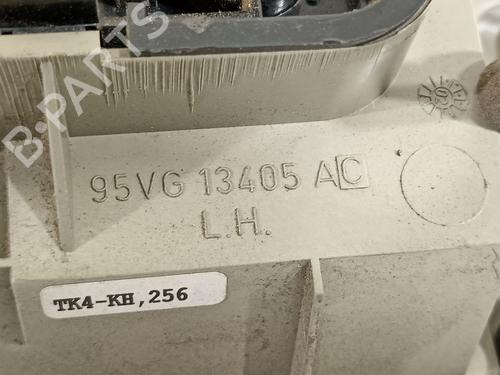 B-PARTS
95VG 13405 AC
L.H.
TK4-KH,256